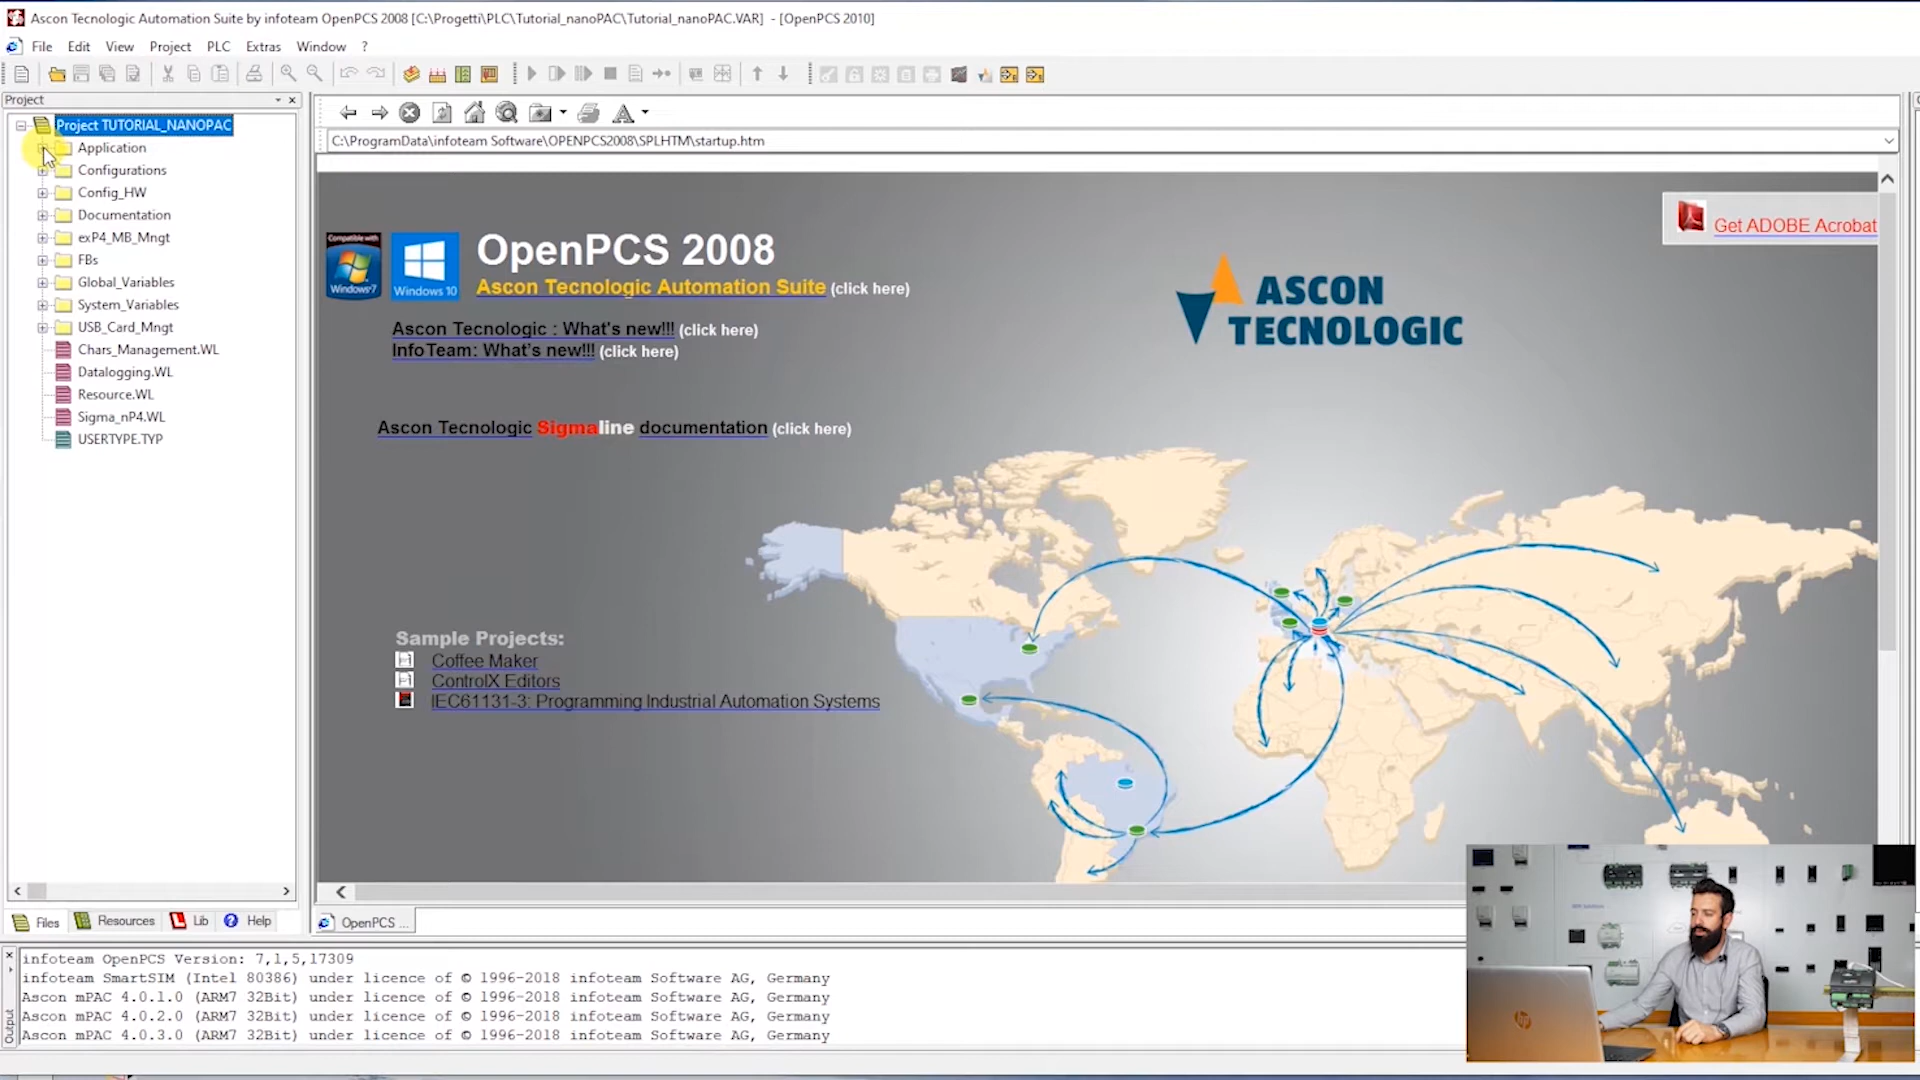 Ascon Tecnologic Automation Suite by infoteam OpenPCS 2008 [C:\Progetti\PLC\Tutorial_nanoPAC\Tutorial_nanoPAC.VAR] - [OpenPCS 2010]
File Edit View Project PLC Extras Window ?
Project
Project TUTORIAL_NANOPAC
Application
Configurations
Config_HW
Documentation
exP4_MB_Mngt
FBs
Global_Variables
System_Variables
USB_Card_Mngt
Chars_Management.WL
Datalogging.WL
Resource.WL
Sigma_nP4.WL
USERTYPE.TYP
Files Resources Lib Help
C:\ProgramData\infoteam Software\OPENPCS2008\SPLHTM\startup.htm
Get ADOBE Acrobat
Compatible with
Windows 7
Windows 10
OpenPCS 2008
Ascon Tecnologic Automation Suite (click here)
ASCON
TECNOLOGIC
Ascon Tecnologic : What's new!!! (click here)
InfoTeam: What's new!!! (click here)
Ascon Tecnologic Sigmaline documentation (click here)
Sample Projects:
Coffee Maker
ControlX Editors
IEC61131-3: Programming Industrial Automation Systems
OpenPCS ...
Output
infoteam OpenPCS Version: 7,1,5,17309
infoteam SmartSIM (Intel 80386) under licence of © 1996-2018 infoteam Software AG, Germany
Ascon mPAC 4.0.1.0 (ARM7 32Bit) under licence of © 1996-2018 infoteam Software AG, Germany
Ascon mPAC 4.0.2.0 (ARM7 32Bit) under licence of © 1996-2018 infoteam Software AG, Germany
Ascon mPAC 4.0.3.0 (ARM7 32Bit) under licence of © 1996-2018 infoteam Software AG, Germany
hp